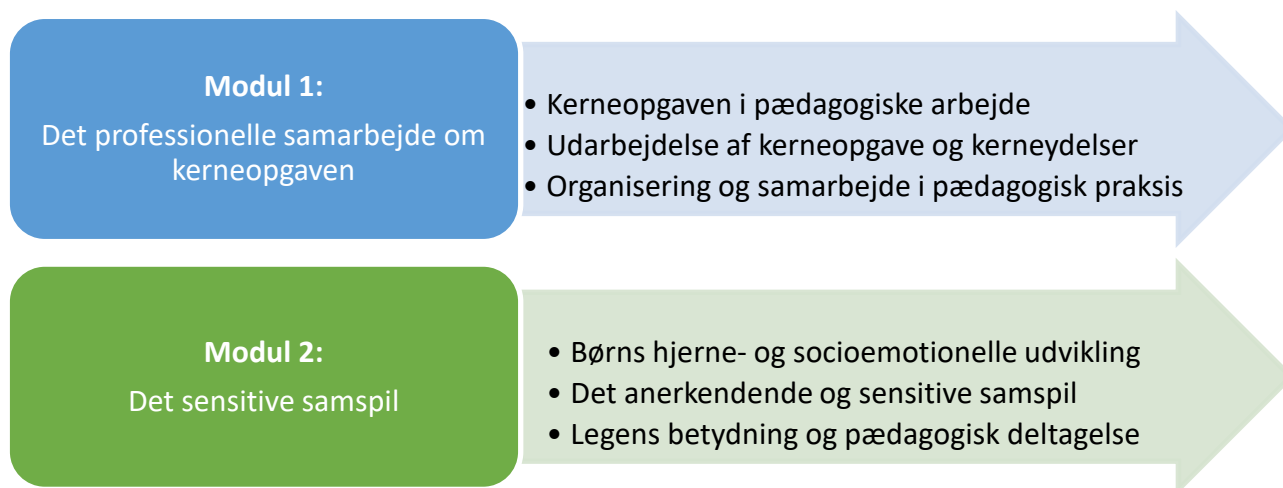 Modul 1:
Det professionelle samarbejde om
kerneopgaven
• Kerneopgaven i pædagogiske arbejde
• Udarbejdelse af kerneopgave og kerneydelser
• Organisering og samarbejde i pædagogisk praksis
Modul 2:
Det sensitive samspil
• Børns hjerne- og socioemotionelle udvikling
• Det anerkendende og sensitive samspil
• Legens betydning og pædagogisk deltagelse